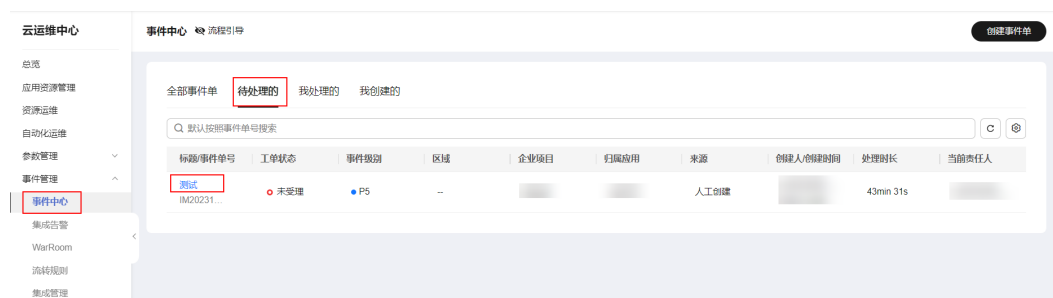 云运维中心
总览
应用资源管理
资源运维
自动化运维
参数管理
事件管理
事件中心
集成告警
WarRoom
流转规则
集成管理
事件中心 流程引导
创建事件单
全部事件单 待处理的 我处理的 我创建的
默认按照事件单号搜索
标题/事件单号 工单状态 事件级别 区域 企业项目 归属应用 来源 创建人/创建时间 处理时长 当前责任人
测试 未受理 P5 -- 人工创建 43min 31s
IM20231...